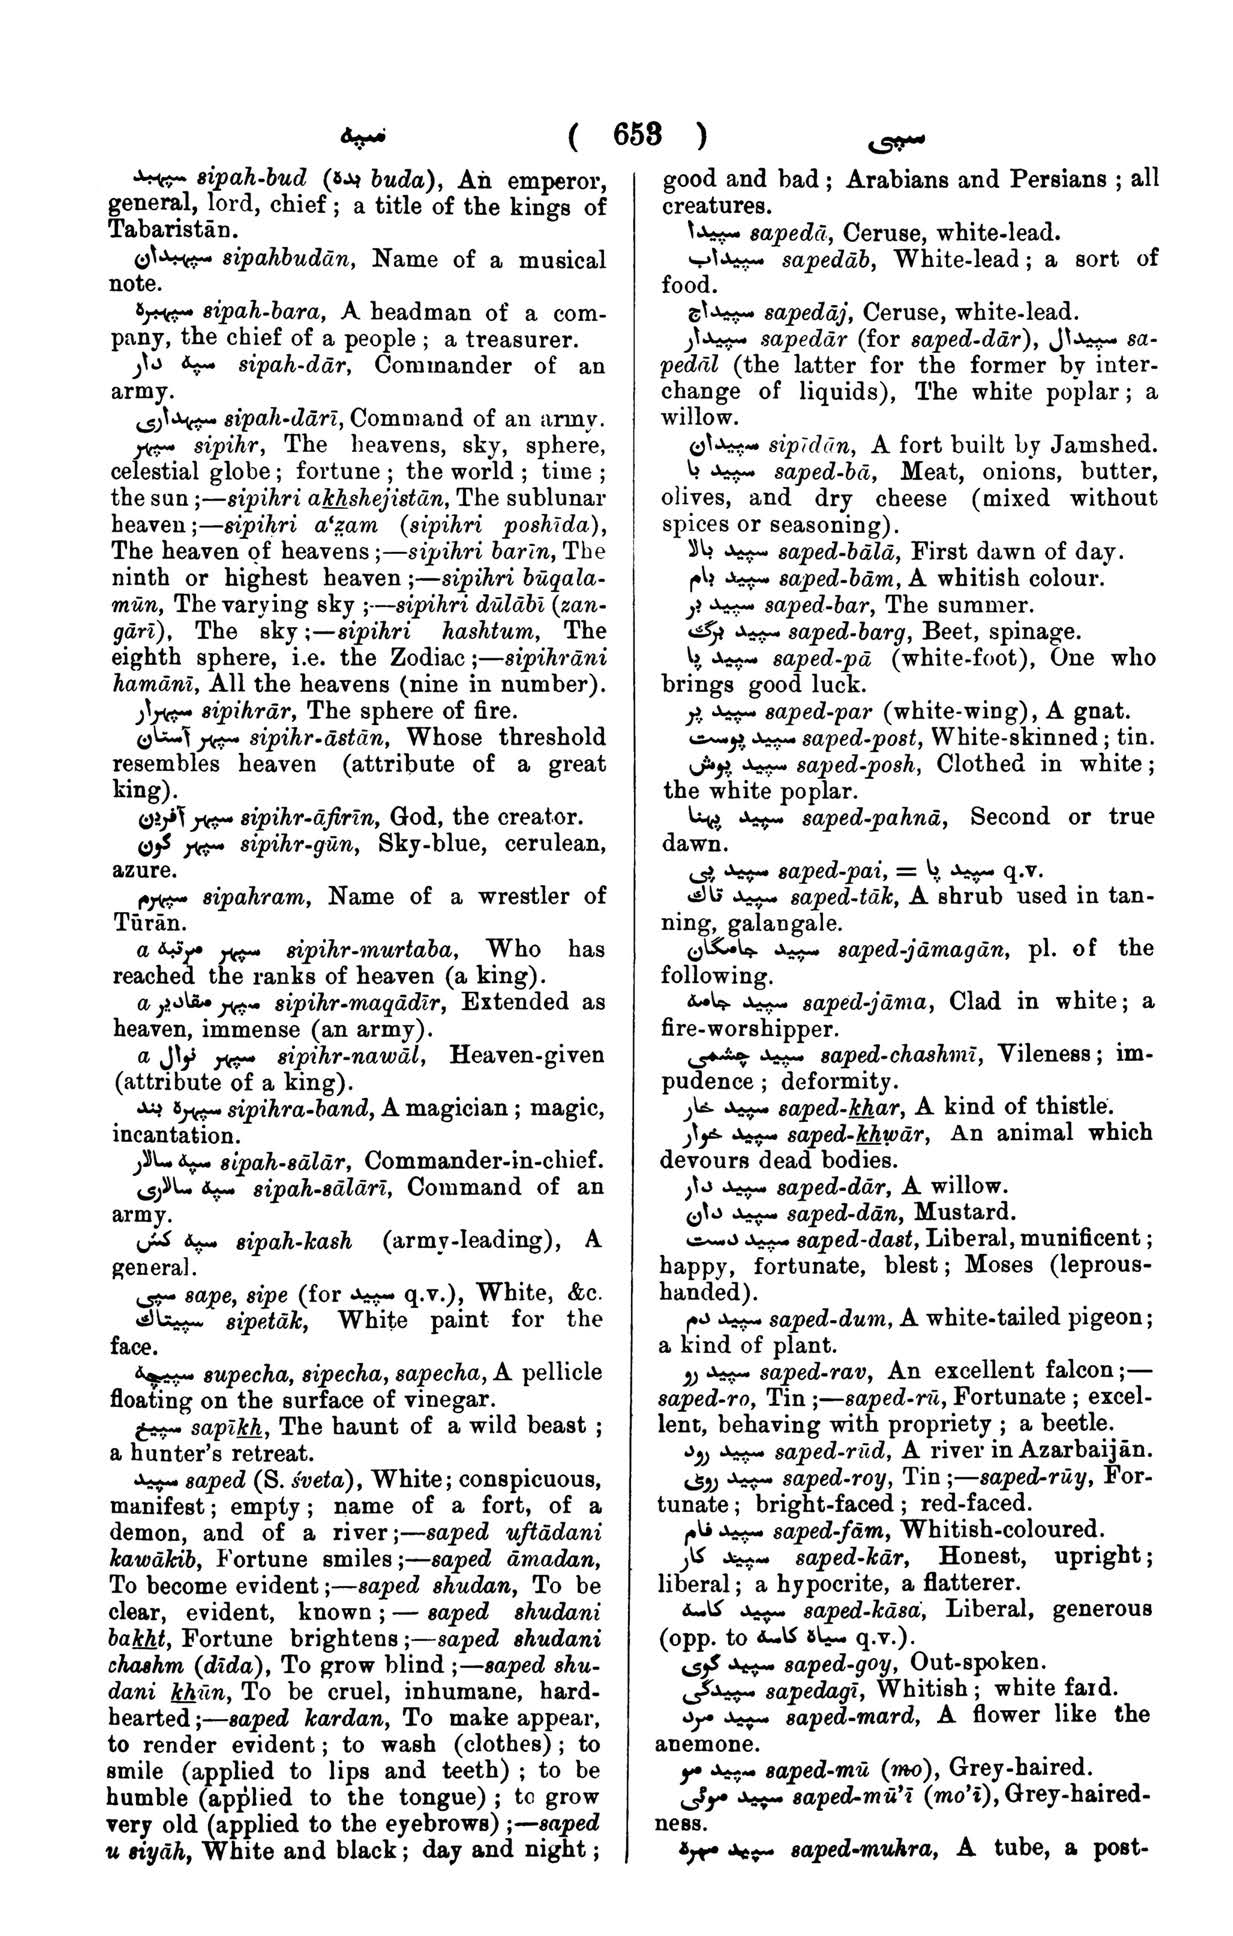 سپه ( 653 ) سپی
سپهبد sipah-bud (بده buda), An emperor,
general, lord, chief ; a title of the kings of
Tabaristān.
سپهبدان sipahbudān, Name of a musical
note.
سپهبره sipah-bara, A headman of a com-
pany, the chief of a people ; a treasurer.
سپه دار sipah-dār, Commander of an
army.
سپهداری sipah-dārī, Command of an army.
سپهر sipihr, The heavens, sky, sphere,
celestial globe ; fortune ; the world ; time ;
the sun ;—sipihri akhshejistān, The sublunar
heaven ;—sipihri a‘z̤am (sipihri poshīda),
The heaven of heavens ;—sipihri barīn, The
ninth or highest heaven ;—sipihri būqala-
mūn, The varying sky ;—sipihri dūlābī (zan-
gārī), The sky ;—sipihri hashtum, The
eighth sphere, i.e. the Zodiac ;—sipihrāni
hamānī, All the heavens (nine in number).
سپهرار sipihrār, The sphere of fire.
سپهر آستان sipihr-āstān, Whose threshold
resembles heaven (attribute of a great
king).
سپهر آفرین sipihr-āfirīn, God, the creator.
سپهر گون sipihr-gūn, Sky-blue, cerulean,
azure.
سپهرم sipahram, Name of a wrestler of
Tūrān.
a سپهر مرتبه sipihr-murtaba, Who has
reached the ranks of heaven (a king).
a سپهر مقادیر sipihr-maqādīr, Extended as
heaven, immense (an army).
a سپهر نوال sipihr-nawāl, Heaven-given
(attribute of a king).
سپهره بند sipihra-band, A magician ; magic,
incantation.
سپه سالار sipah-sālār, Commander-in-chief.
سپه سالاری sipah-sālārī, Command of an
army.
سپه کش sipah-kash (army-leading), A
general.
سپی sape, sipe (for سپید q.v.), White, &c.
سپیتاك sipetāk, White paint for the
face.
سپیچه supecha, sipecha, sapecha, A pellicle
floating on the surface of vinegar.
سپیخ sapīkh, The haunt of a wild beast ;
a hunter's retreat.
سپید saped (S. śveta), White; conspicuous,
manifest ; empty ; name of a fort, of a
demon, and of a river ;—saped uftādani
kawākib, Fortune smiles ;—saped āmadan,
To become evident ;—saped shudan, To be
clear, evident, known ; — saped shudani
bakht, Fortune brightens ;—saped shudani
chashm (dīda), To grow blind ;—saped shu-
dani khūn, To be cruel, inhumane, hard-
hearted ;—saped kardan, To make appear,
to render evident ; to wash (clothes) ; to
smile (applied to lips and teeth) ; to be
humble (applied to the tongue) ; to grow
very old (applied to the eyebrows) ;—saped
u siyāh, White and black ; day and night ;
good and bad ; Arabians and Persians ; all
creatures.
سپیدا sapedā, Ceruse, white-lead.
سپیداب sapedāb, White-lead ; a sort of
food.
سپیداج sapedāj, Ceruse, white-lead.
سپیدار sapedār (for saped-dār), سپیدال sa-
pedāl (the latter for the former by inter-
change of liquids), The white poplar ; a
willow.
سپیدان sipīdān, A fort built by Jamshed.
سپید با saped-bā, Meat, onions, butter,
olives, and dry cheese (mixed without
spices or seasoning).
سپید بالا saped-bālā, First dawn of day.
سپید بام saped-bām, A whitish colour.
سپید بر saped-bar, The summer.
سپید برگ saped-barg, Beet, spinage.
سپید پا saped-pā (white-foot), One who
brings good luck.
سپید پر saped-par (white-wing), A gnat.
سپید پوست saped-post, White-skinned ; tin.
سپید پوش saped-posh, Clothed in white ;
the white poplar.
سپید پهنا saped-pahnā, Second or true
dawn.
سپید پی saped-pai, = سپید پا q.v.
سپید تاك saped-tāk, A shrub used in tan-
ning, galangale.
سپید جامگان saped-jāmagān, pl. of the
following.
سپید جامه saped-jāma, Clad in white ; a
fire-worshipper.
سپید چشمی saped-chashmī, Vileness ; im-
pudence ; deformity.
سپید خار saped-khar, A kind of thistle.
سپید خوار saped-khẉār, An animal which
devours dead bodies.
سپید دار saped-dār, A willow.
سپید دان saped-dān, Mustard.
سپید دست saped-dast, Liberal, munificent ;
happy, fortunate, blest ; Moses (leprous-
handed).
سپید دم saped-dum, A white-tailed pigeon ;
a kind of plant.
سپید رو saped-rav, An excellent falcon ;—
saped-ro, Tin ;—saped-rū, Fortunate ; excel-
lent, behaving with propriety ; a beetle.
سپید رود saped-rūd, A river in Azarbaijān.
سپید روی saped-roy, Tin ;—saped-rūy, For-
tunate ; bright-faced ; red-faced.
سپید فام saped-fām, Whitish-coloured.
سپید کار saped-kār, Honest, upright ;
liberal ; a hypocrite, a flatterer.
سپید کاسه saped-kāsa, Liberal, generous
(opp. to سیاه کاسه q.v.).
سپید گوی saped-goy, Out-spoken.
سپیدگی sapedagī, Whitish ; white fard.
سپید مرد saped-mard, A flower like the
anemone.
سپید مو saped-mū (mo), Grey-haired.
سپید موئی saped-mū'ī (mo'ī), Grey-haired-
ness.
سپید مهره saped-muhra, A tube, a post-